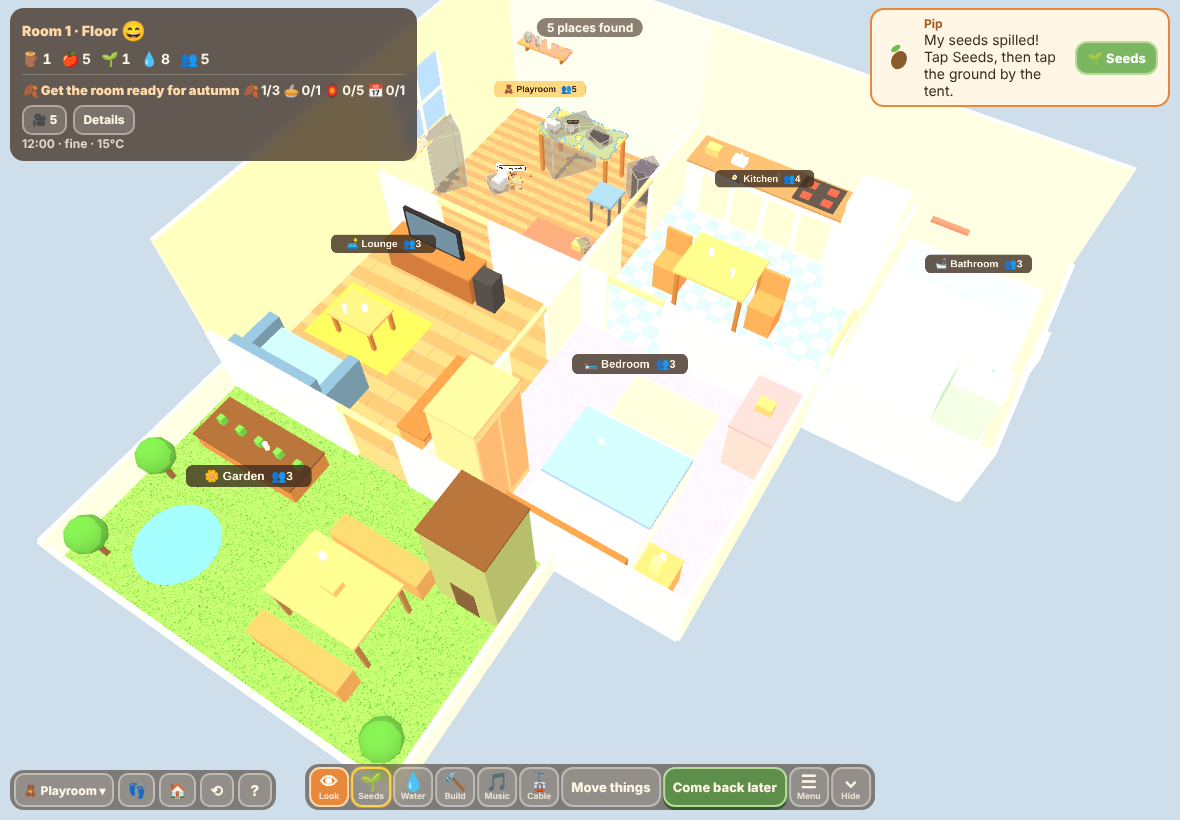 Room 1 · Floor
1 5 1 8 5
Get the room ready for autumn 1/3 0/1 0/5 0/1
5 Details
12:00 · fine · 15°C
5 places found
Pip
My seeds spilled!
Tap Seeds, then tap
the ground by the
tent.
Seeds
Playroom 5
Kitchen 4
Lounge 3
Bathroom 3
Bedroom 3
Garden 3
Playroom ▾
?
Look
Seeds
Water
Build
Music
Cable
Move things
Come back later
Menu
Hide